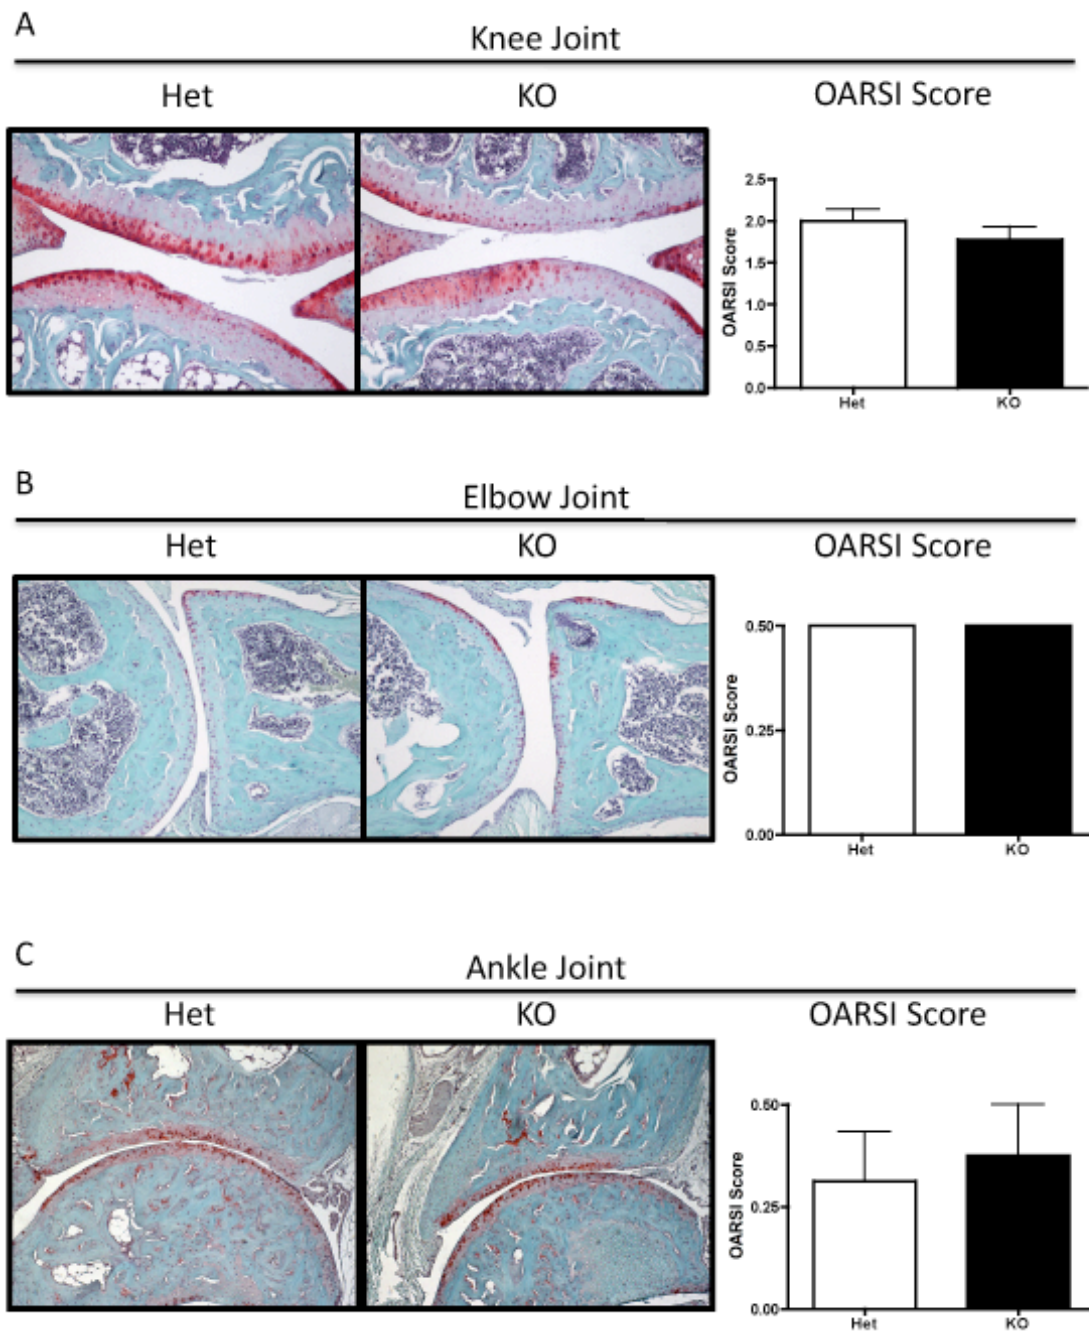 A
Knee Joint
Het KO OARSI Score
2.5
2.0
1.5
1.0
0.5
0.0
OARSI Score
Het KO
B
Elbow Joint
Het KO OARSI Score
0.50
0.25
0.00
OARSI Score
Het KO
C
Ankle Joint
Het KO OARSI Score
0.50
0.25
0.00
OARSI Score
Het KO